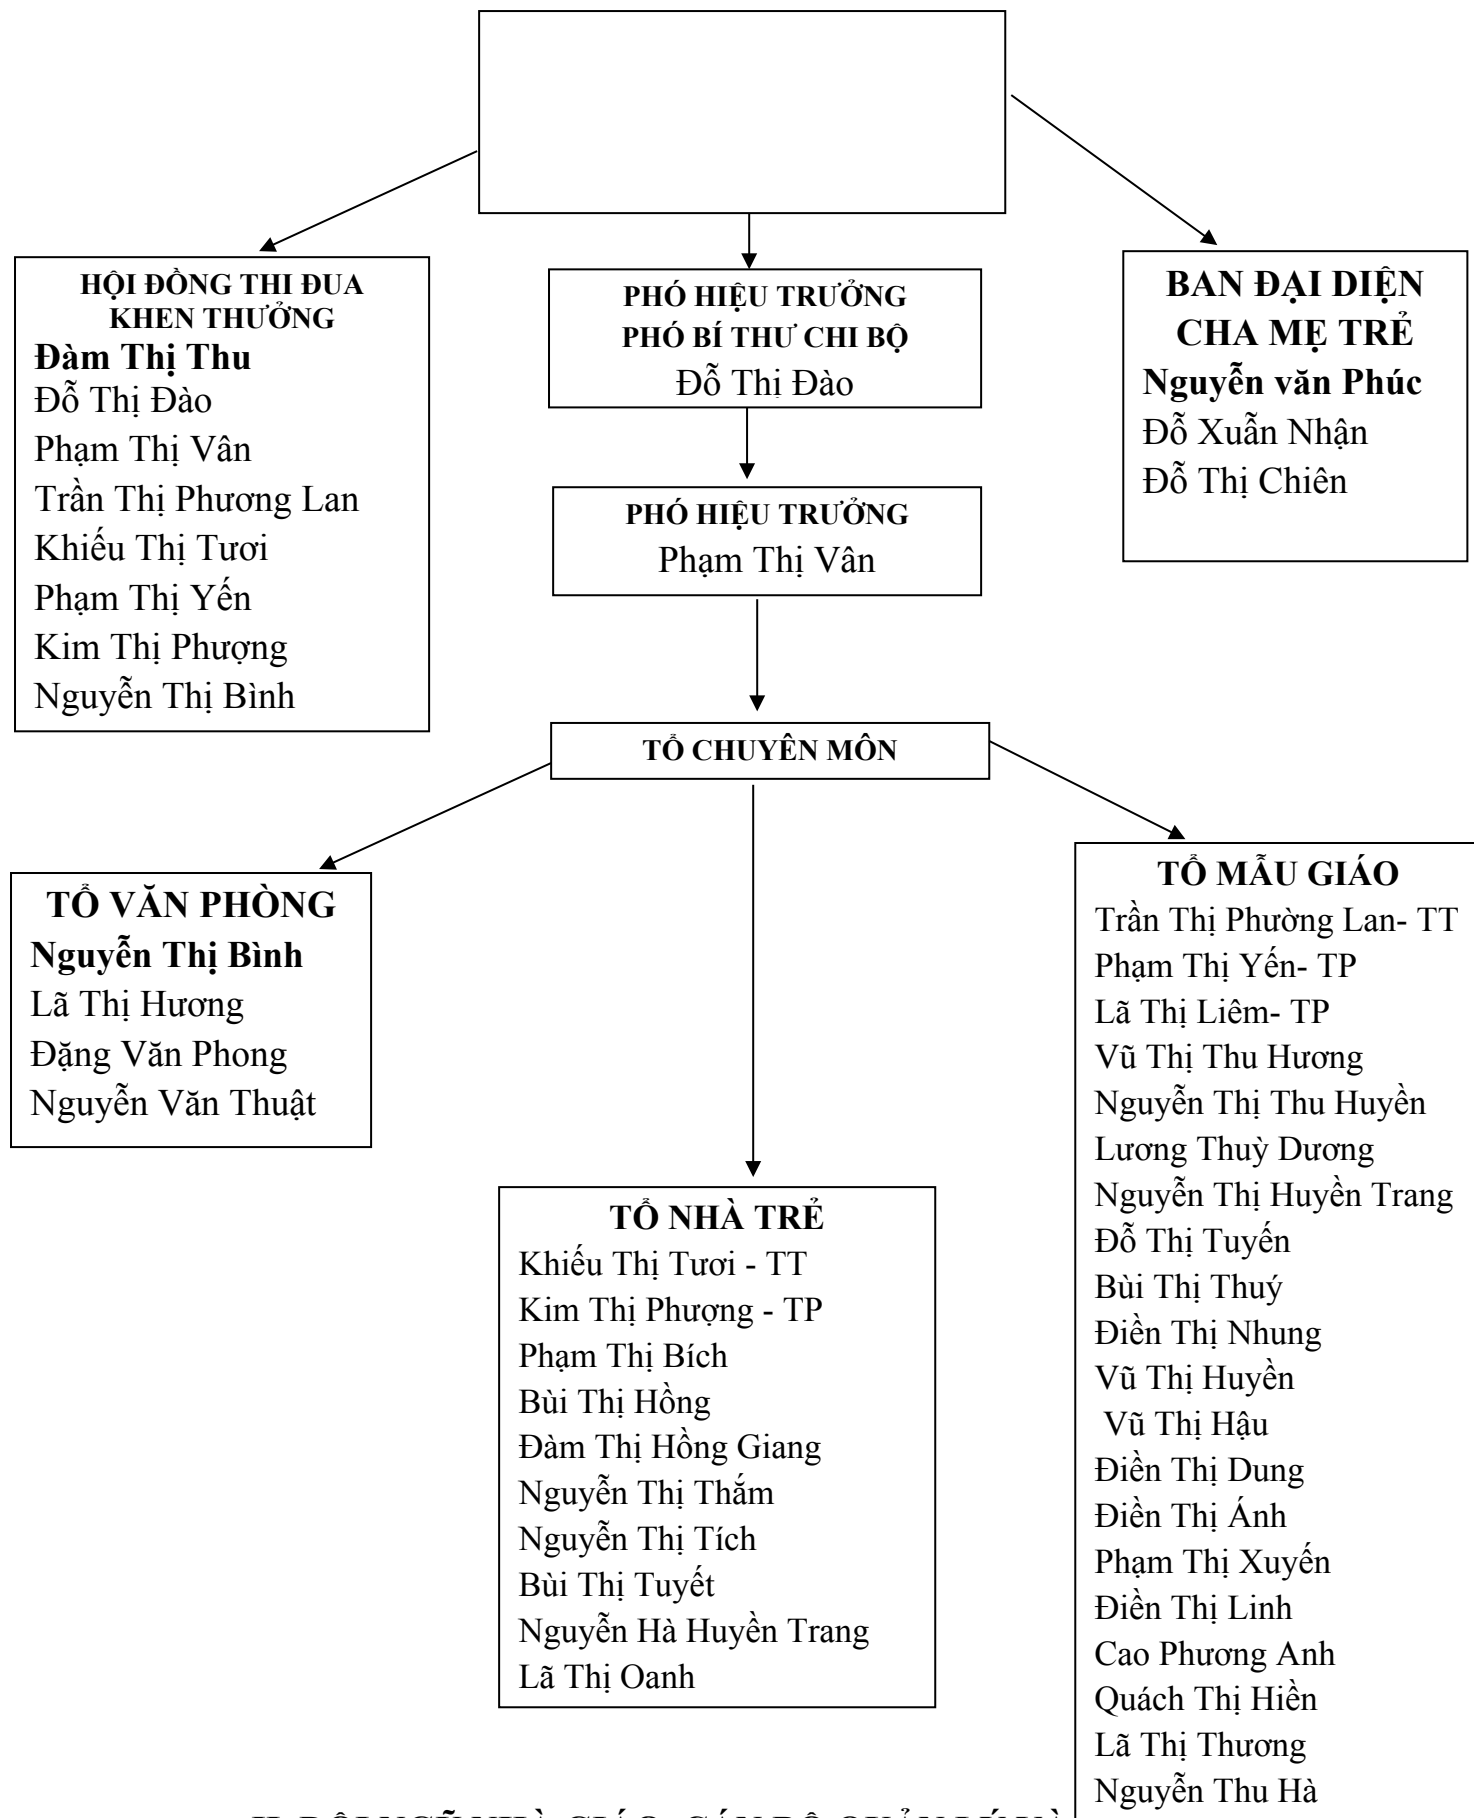 HỘI ĐỒNG THI ĐUA
KHEN THƯỞNG
Đàm Thị Thu
Đỗ Thị Đào
Phạm Thị Vân
Trần Thị Phương Lan
Khiếu Thị Tươi
Phạm Thị Yến
Kim Thị Phượng
Nguyễn Thị Bình
PHÓ HIỆU TRƯỞNG
PHÓ BÍ THƯ CHI BỘ
Đỗ Thị Đào
BAN ĐẠI DIỆN
CHA MẸ TRẺ
Nguyễn văn Phúc
Đỗ Xuẫn Nhận
Đỗ Thị Chiên
PHÓ HIỆU TRƯỞNG
Phạm Thị Vân
TỔ CHUYÊN MÔN
TỔ VĂN PHÒNG
Nguyễn Thị Bình
Lã Thị Hương
Đặng Văn Phong
Nguyễn Văn Thuật
TỔ NHÀ TRẺ
Khiếu Thị Tươi - TT
Kim Thị Phượng - TP
Phạm Thị Bích
Bùi Thị Hồng
Đàm Thị Hồng Giang
Nguyễn Thị Thắm
Nguyễn Thị Tích
Bùi Thị Tuyết
Nguyễn Hà Huyền Trang
Lã Thị Oanh
TỔ MẪU GIÁO
Trần Thị Phường Lan- TT
Phạm Thị Yến- TP
Lã Thị Liêm- TP
Vũ Thị Thu Hương
Nguyễn Thị Thu Huyền
Lương Thuỳ Dương
Nguyễn Thị Huyền Trang
Đỗ Thị Tuyến
Bùi Thị Thuý
Điền Thị Nhung
Vũ Thị Huyền
Vũ Thị Hậu
Điền Thị Dung
Điền Thị Ánh
Phạm Thị Xuyến
Điền Thị Linh
Cao Phương Anh
Quách Thị Hiền
Lã Thị Thương
Nguyễn Thu Hà